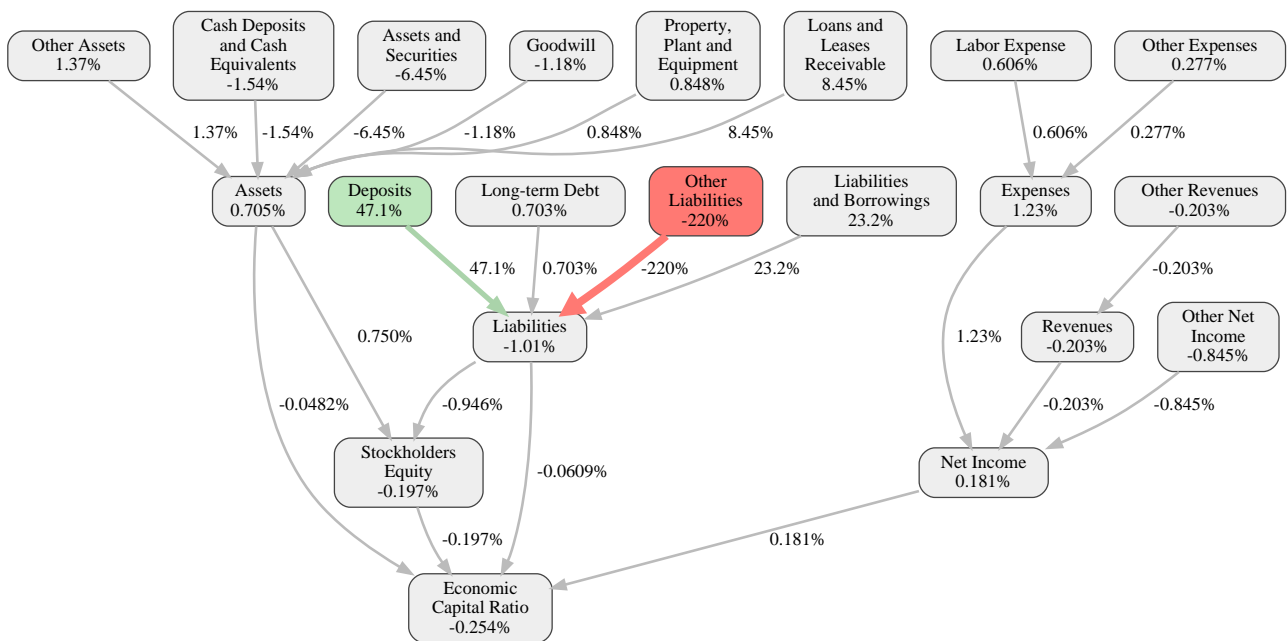 Other Assets
1.37%
Cash Deposits
and Cash
Equivalents
-1.54%
Assets and
Securities
-6.45%
Goodwill
-1.18%
Property,
Plant and
Equipment
0.848%
Loans and
Leases
Receivable
8.45%
Labor Expense
0.606%
Other Expenses
0.277%
1.37%
-1.54%
-6.45%
-1.18%
0.848%
8.45%
0.606%
0.277%
Assets
0.705%
Deposits
47.1%
Long-term Debt
0.703%
Other
Liabilities
-220%
Liabilities
and Borrowings
23.2%
Expenses
1.23%
Other Revenues
-0.203%
47.1%
0.703%
-220%
23.2%
-0.203%
0.750%
Liabilities
-1.01%
1.23%
Revenues
-0.203%
Other Net
Income
-0.845%
-0.0482%
-0.946%
-0.203%
-0.845%
Stockholders
Equity
-0.197%
-0.0609%
Net Income
0.181%
-0.197%
0.181%
Economic
Capital Ratio
-0.254%